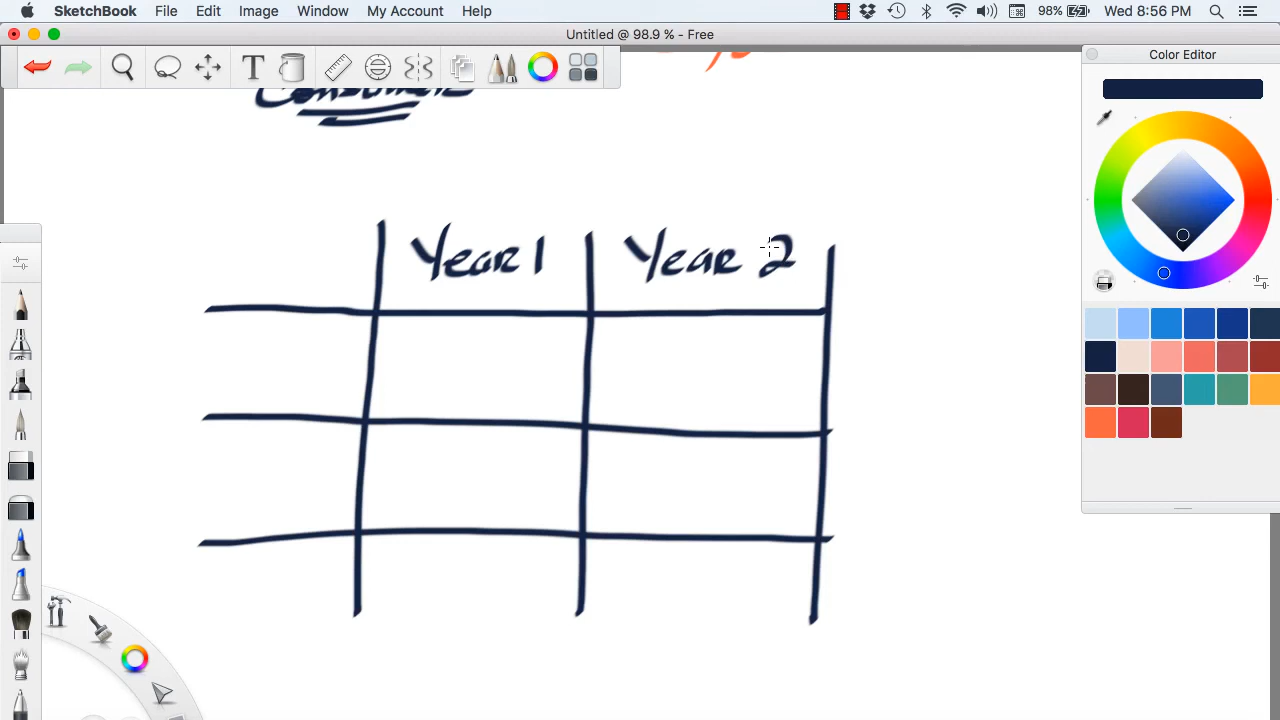 SketchBook File Edit Image Window My Account Help 98% Wed 8:56 PM
Untitled @ 98.9 % - Free
Color Editor
T
Year 1 Year 2